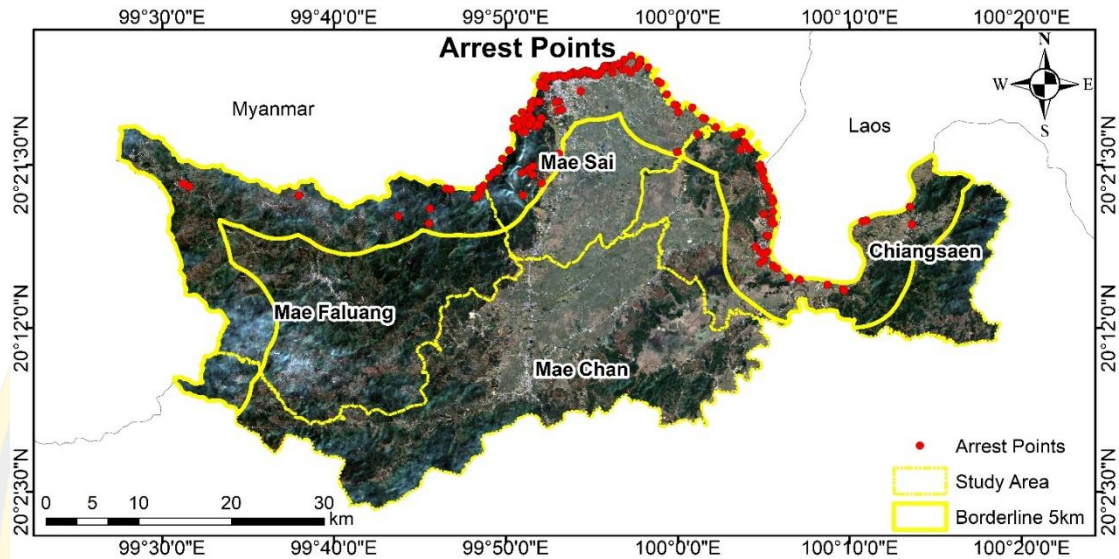 99°30'0"E 99°40'0"E 99°50'0"E 100°0'0"E 100°10'0"E 100°20'0"E
Arrest Points
N
W E
S
Myanmar
Laos
20°21'30"N
20°21'30"N
Mae Sai
Chiangsaen
Mae Faluang
20°12'0"N
20°12'0"N
Mae Chan
Arrest Points
Study Area
Borderline 5km
20°2'30"N
20°2'30"N
0 5 10 20 30
km
99°30'0"E 99°40'0"E 99°50'0"E 100°0'0"E 100°10'0"E 100°20'0"E